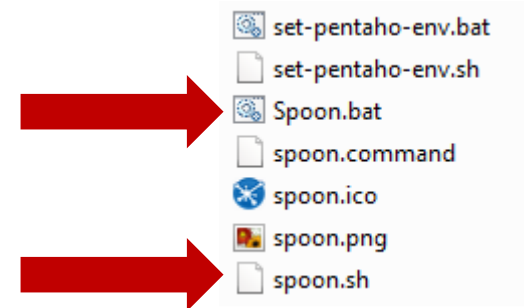 set-pentaho-env.bat
set-pentaho-env.sh
Spoon.bat
spoon.command
spoon.ico
spoon.png
spoon.sh